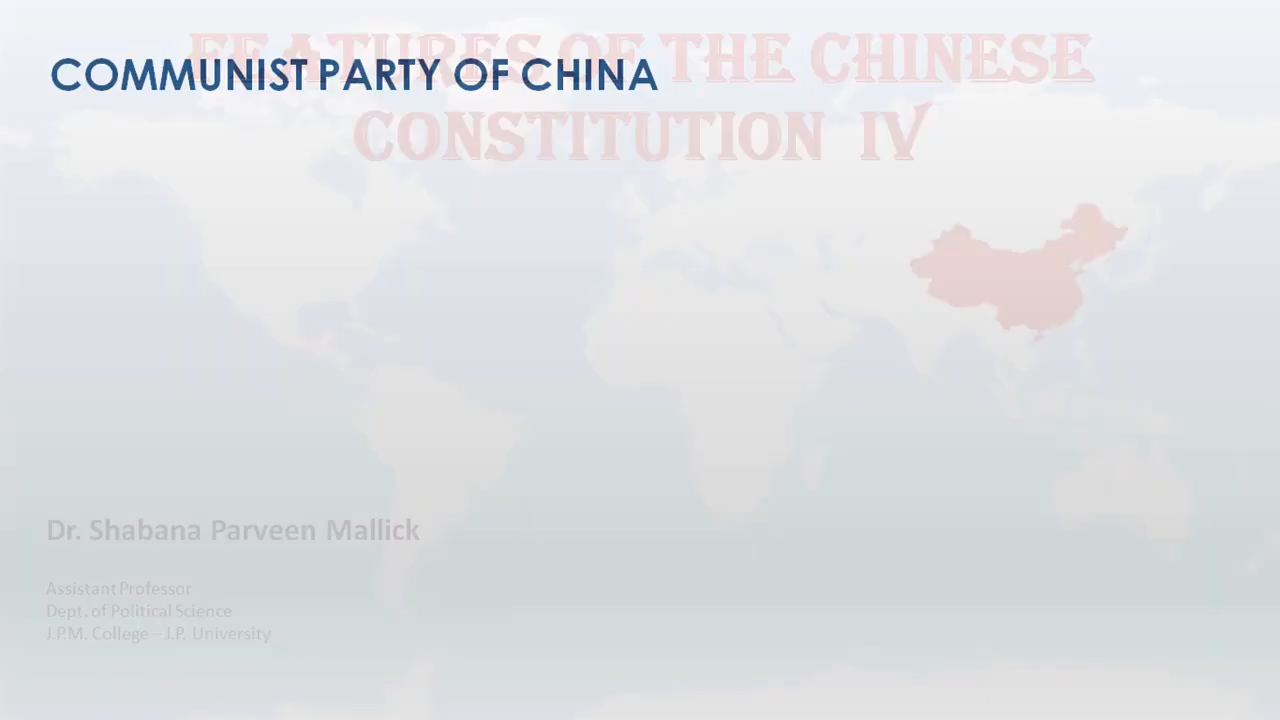 FEATURES OF THE CHINESE
COMMUNIST PARTY OF CHINA
CONSTITUTION IV
Dr. Shabana Parveen Mallick
Assistant Professor
Dept. of Political Science
J.P.M. College – J.P. University